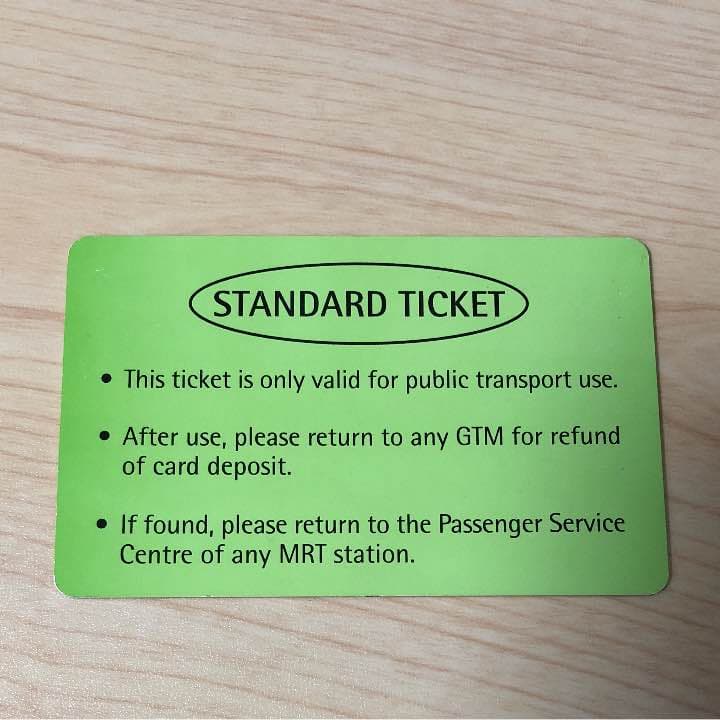 STANDARD TICKET
• This ticket is only valid for public transport use.
• After use, please return to any GTM for refund
of card deposit.
• If found, please return to the Passenger Service
Centre of any MRT station.